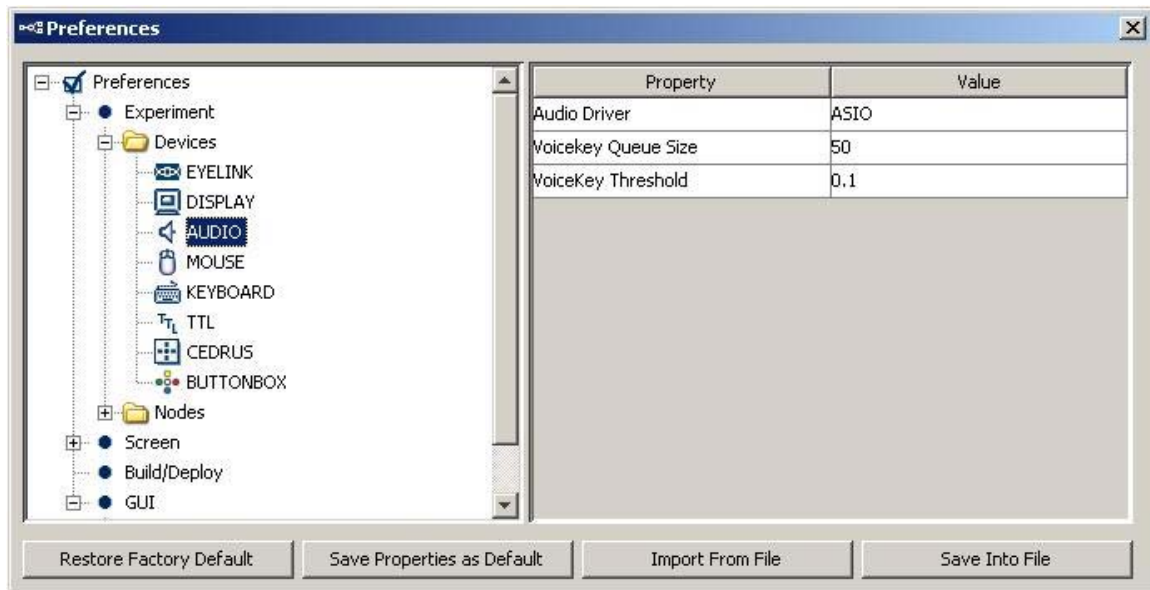 Preferences
Preferences
Experiment
Devices
EYELINK
DISPLAY
AUDIO
MOUSE
KEYBOARD
TTL TTL
CEDRUS
BUTTONBOX
Nodes
Screen
Build/Deploy
GUI
Property Value
Audio Driver ASIO
Voicekey Queue Size 50
VoiceKey Threshold 0.1
Restore Factory Default Save Properties as Default Import From File Save Into File